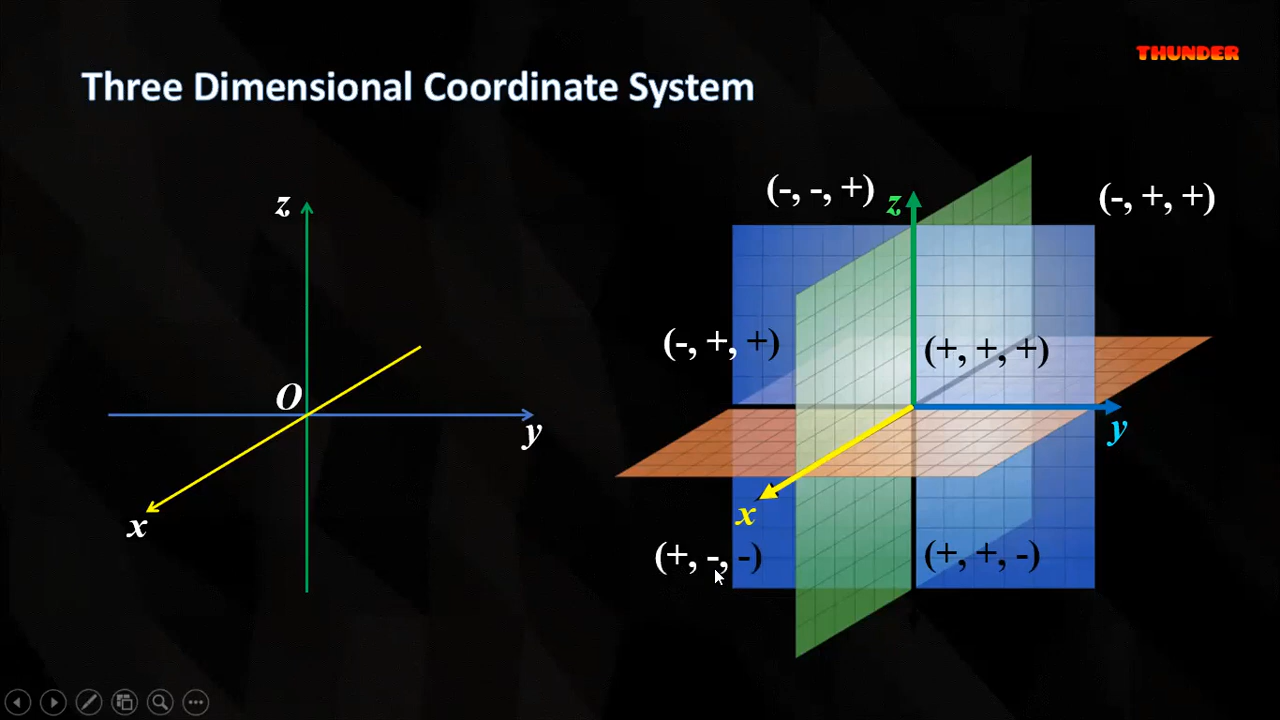 THUNDER
Three Dimensional Coordinate System
z
O
y
x
(-, -, +)
z
(-, +, +)
(-, +, +)
(+, +, +)
y
x
(+, -, -)
(+, +, -)